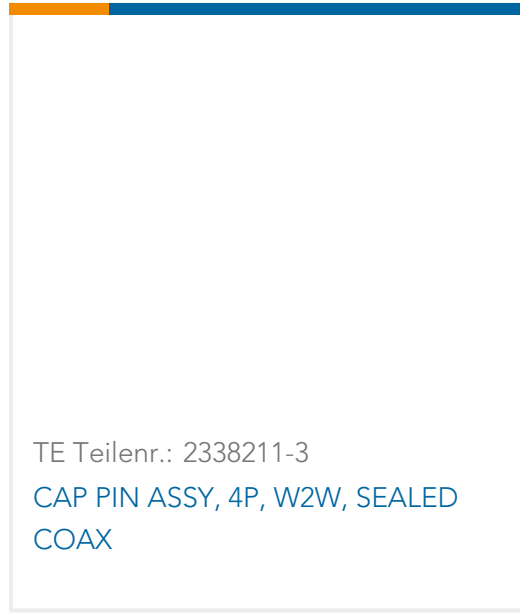 TE Teilenr.: 2338211-3
CAP PIN ASSY, 4P, W2W, SEALED
COAX